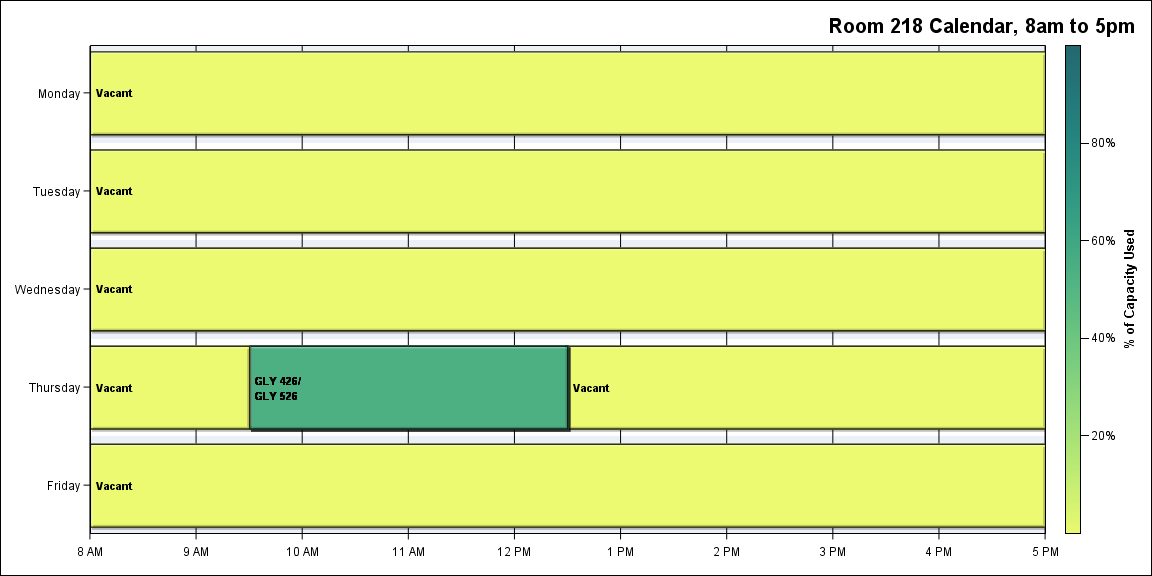 Room 218 Calendar, 8am to 5pm
Monday
Vacant
Tuesday
Vacant
Wednesday
Vacant
Thursday
Vacant
GLY 426/
GLY 526
Vacant
Friday
Vacant
8 AM 9 AM 10 AM 11 AM 12 PM 1 PM 2 PM 3 PM 4 PM 5 PM
80%
60%
40%
20%
% of Capacity Used